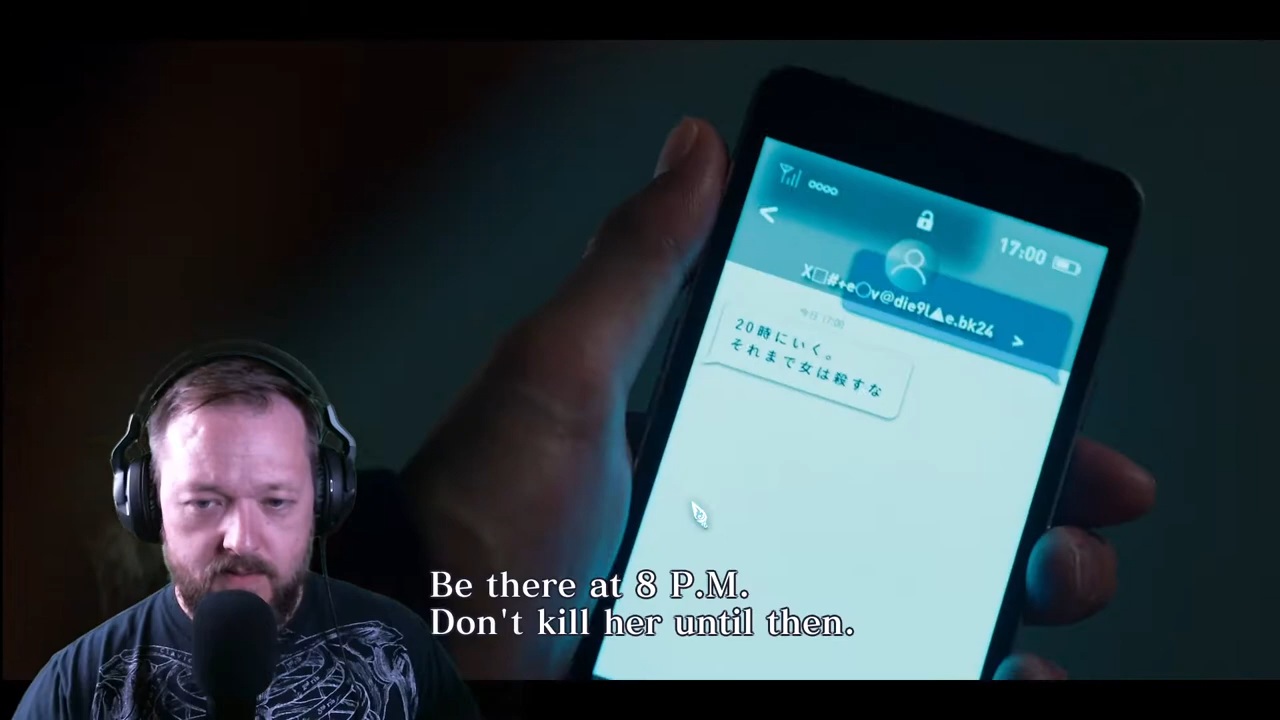 oooo
17:00
X□#+e○v@die9l▲e.bk24
今日 17:00
20時にいく。
それまで女は殺すな
Be there at 8 P.M.
Don't kill her until then.